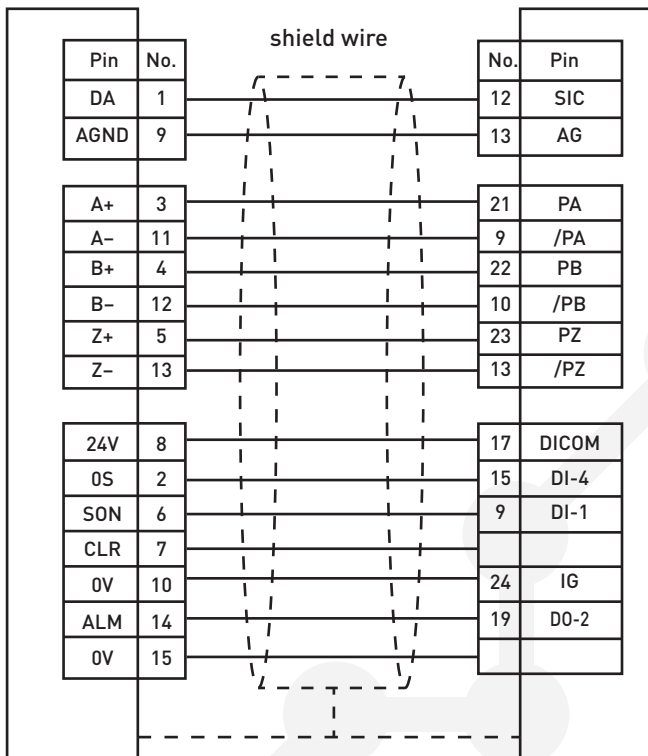 shield wire
Pin No. No. Pin
DA 1 12 SIC
AGND 9 13 AG
A+ 3 21 PA
A− 11 9 /PA
B+ 4 22 PB
B− 12 10 /PB
Z+ 5 23 PZ
Z− 13 13 /PZ
24V 8 17 DICOM
0S 2 15 DI-4
SON 6 9 DI-1
CLR 7
0V 10 24 IG
ALM 14 19 DO-2
0V 15